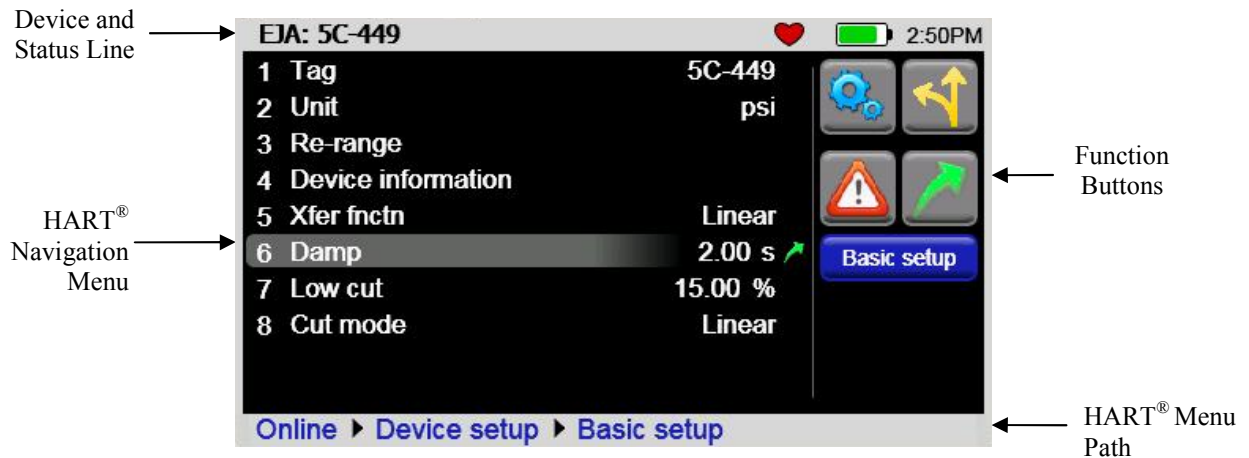 Device and
Status Line
EJA: 5C-449 2:50PM
1 Tag 5C-449
2 Unit psi
3 Re-range
4 Device information
5 Xfer fnctn Linear
6 Damp 2.00 s
7 Low cut 15.00 %
8 Cut mode Linear
Basic setup
Function
Buttons
HART®
Navigation
Menu
Online ▶ Device setup ▶ Basic setup
HART® Menu
Path